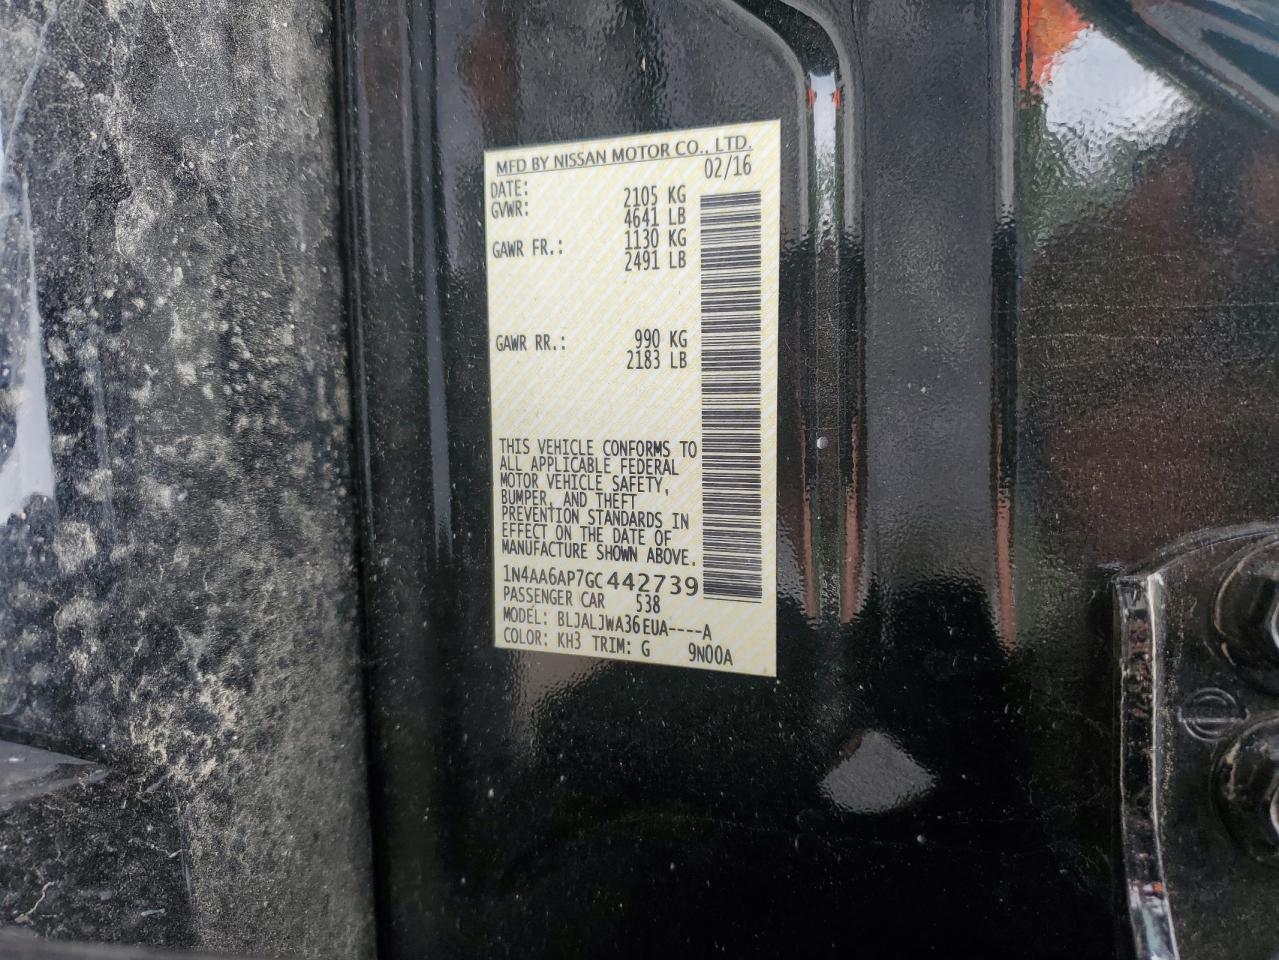 MFD BY NISSAN MOTOR CO., LTD.
DATE: 02/16
GVWR: 2105 KG
4641 LB
GAWR FR.: 1130 KG
2491 LB
GAWR RR.: 990 KG
2183 LB
THIS VEHICLE CONFORMS TO
ALL APPLICABLE FEDERAL
MOTOR VEHICLE SAFETY,
BUMPER, AND THEFT
PREVENTION STANDARDS IN
EFFECT ON THE DATE OF
MANUFACTURE SHOWN ABOVE.
1N4AA6AP7GC442739
PASSENGER CAR 538
MODEL: BLJALJWA36EUA----A
COLOR: KH3 TRIM: G 9N00A